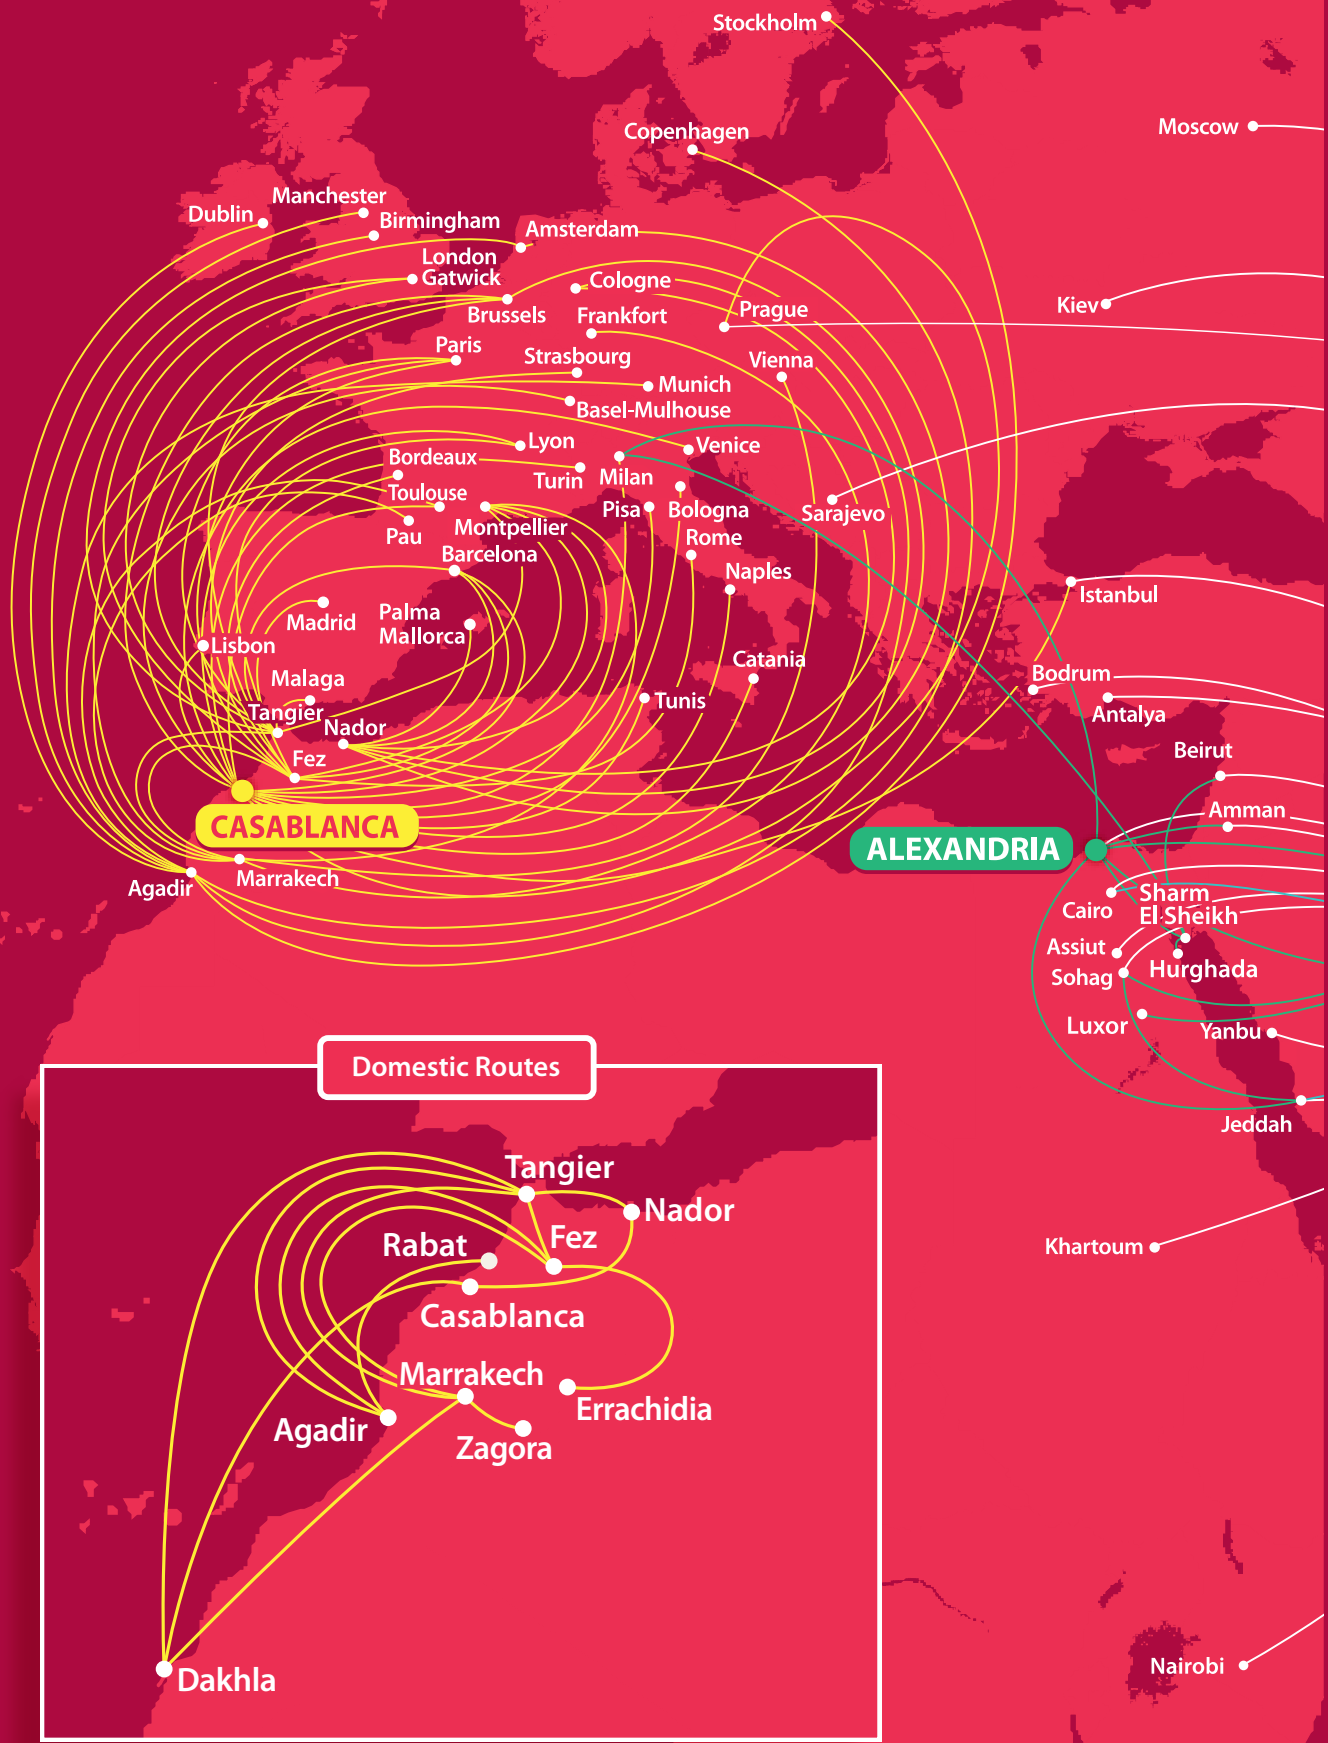 Stockholm
Moscow
Copenhagen
Manchester
Dublin
Birmingham
Amsterdam
London
Gatwick
Cologne
Kiev
Brussels
Frankfort
Prague
Paris
Strasbourg
Vienna
Munich
Basel-Mulhouse
Lyon
Venice
Bordeaux
Turin
Milan
Toulouse
Pisa
Bologna
Sarajevo
Montpellier
Pau
Rome
Barcelona
Naples
Istanbul
Madrid
Palma
Mallorca
Lisbon
Catania
Bodrum
Malaga
Tunis
Tangier
Antalya
Nador
Beirut
Fez
Amman
CASABLANCA
ALEXANDRIA
Marrakech
Agadir
Sharm
El Sheikh
Cairo
Assiut
Hurghada
Sohag
Luxor
Yanbu
Jeddah
Khartoum
Nairobi
Domestic Routes
Tangier
Nador
Fez
Rabat
Casablanca
Marrakech
Errachidia
Agadir
Zagora
Dakhla